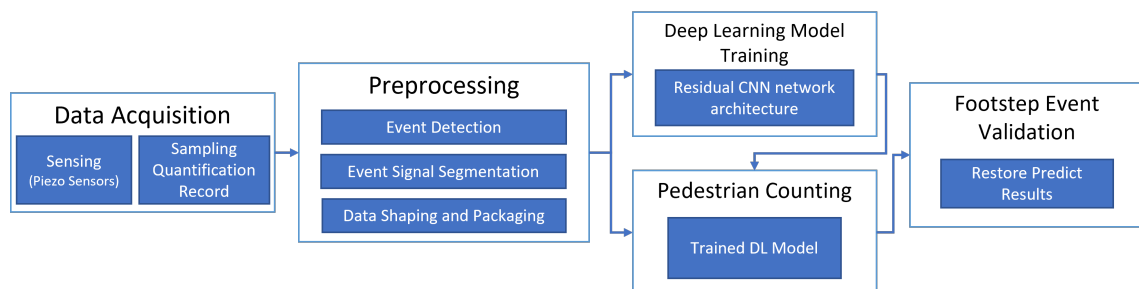 Data Acquisition
Sensing
(Piezo Sensors)
Sampling
Quantification
Record
Preprocessing
Event Detection
Event Signal Segmentation
Data Shaping and Packaging
Deep Learning Model
Training
Residual CNN network
architecture
Pedestrian Counting
Trained DL Model
Footstep Event
Validation
Restore Predict
Results